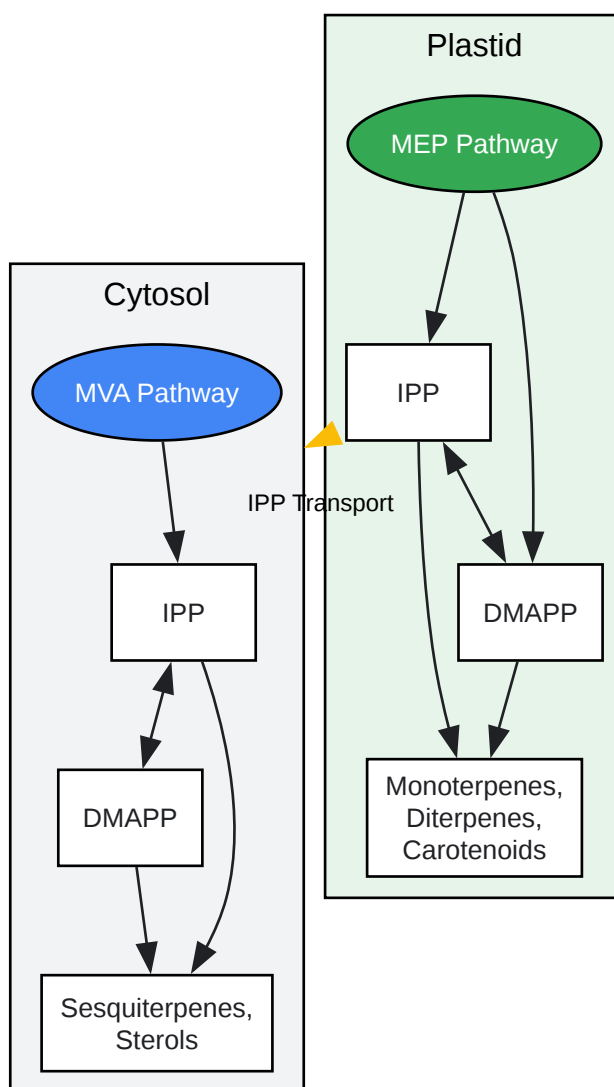 Plastid
MEP Pathway
Cytosol
MVA Pathway
IPP
IPP Transport
IPP
DMAPP
DMAPP
Monoterpenes,
Diterpenes,
Carotenoids
Sesquiterpenes,
Sterols